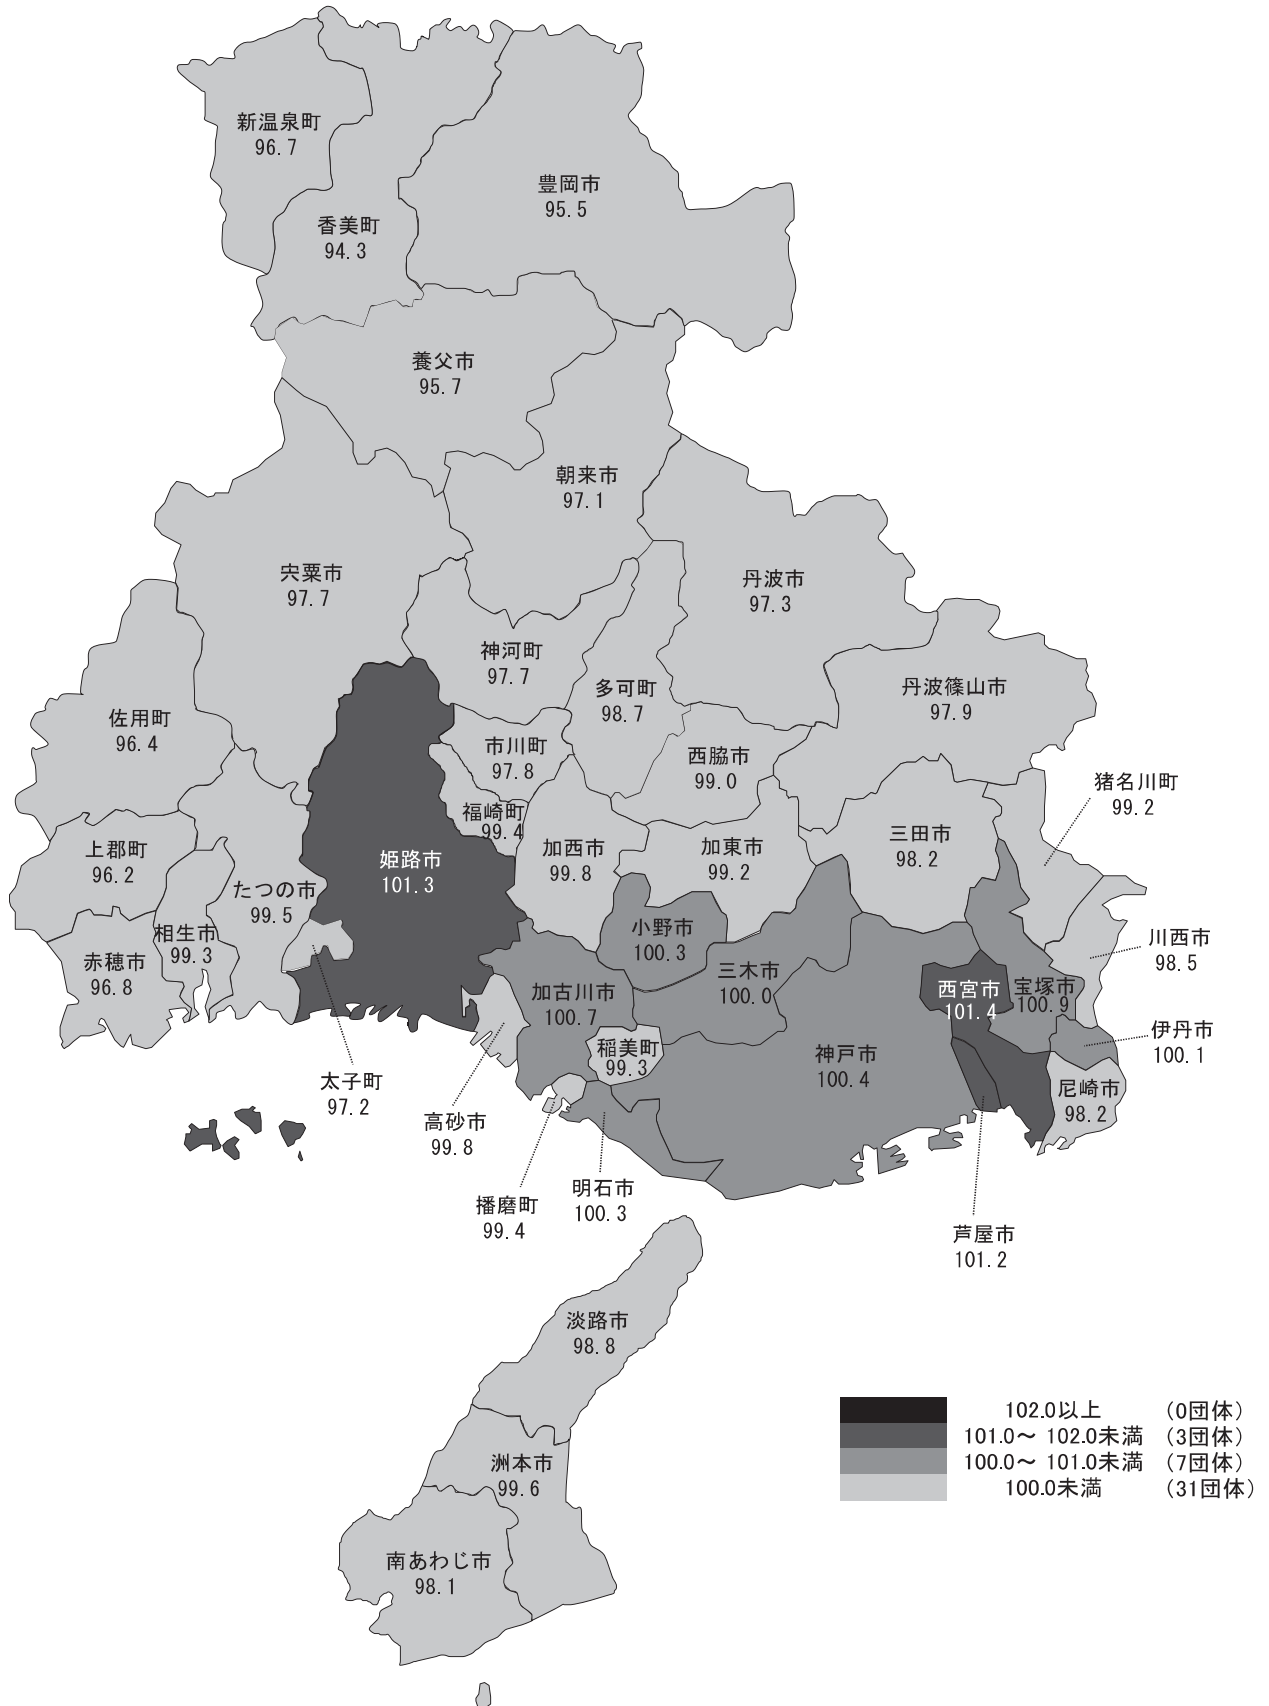 新温泉町
96.7
豊岡市
95.5
香美町
94.3
養父市
95.7
朝来市
97.1
宍粟市
97.7
丹波市
97.3
神河町
97.7
多可町
98.7
丹波篠山市
97.9
佐用町
96.4
市川町
97.8
西脇市
99.0
猪名川町
99.2
福崎町
99.4
三田市
98.2
上郡町
96.2
姫路市
101.3
加西市
99.8
加東市
99.2
たつの市
99.5
相生市
99.3
小野市
100.3
川西市
98.5
赤穂市
96.8
三木市
100.0
加古川市
100.7
西宮市
101.4
宝塚市
100.9
伊丹市
100.1
稲美町
99.3
神戸市
100.4
太子町
97.2
尼崎市
98.2
高砂市
99.8
播磨町
99.4
明石市
100.3
芦屋市
101.2
淡路市
98.8
洲本市
99.6
南あわじ市
98.1
102.0以上 (0団体)
101.0～102.0未満 (3団体)
100.0～101.0未満 (7団体)
100.0未満 (31団体)